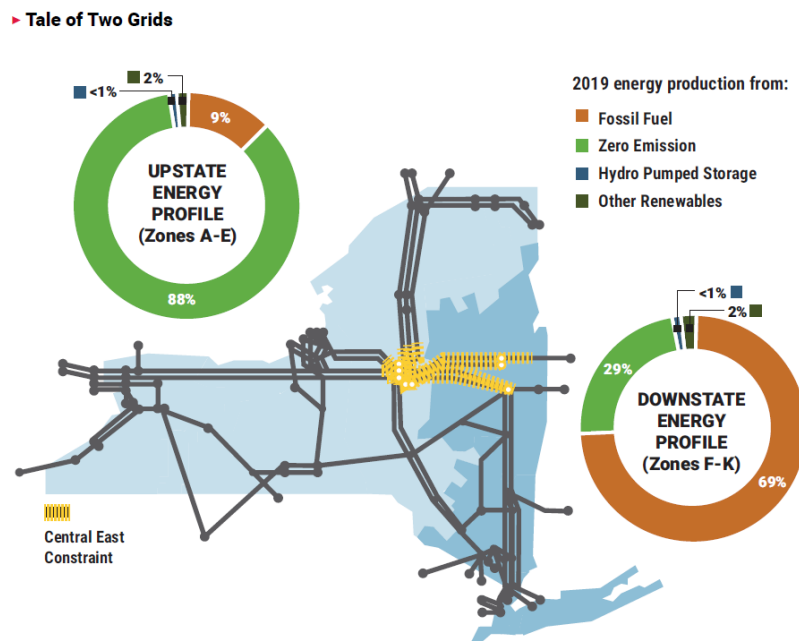 ▸ Tale of Two Grids
2%
<1%
9%
UPSTATE
ENERGY
PROFILE
(Zones A-E)
88%
2019 energy production from:
Fossil Fuel
Zero Emission
Hydro Pumped Storage
Other Renewables
<1%
2%
29%
DOWNSTATE
ENERGY
PROFILE
(Zones F-K)
69%
Central East
Constraint